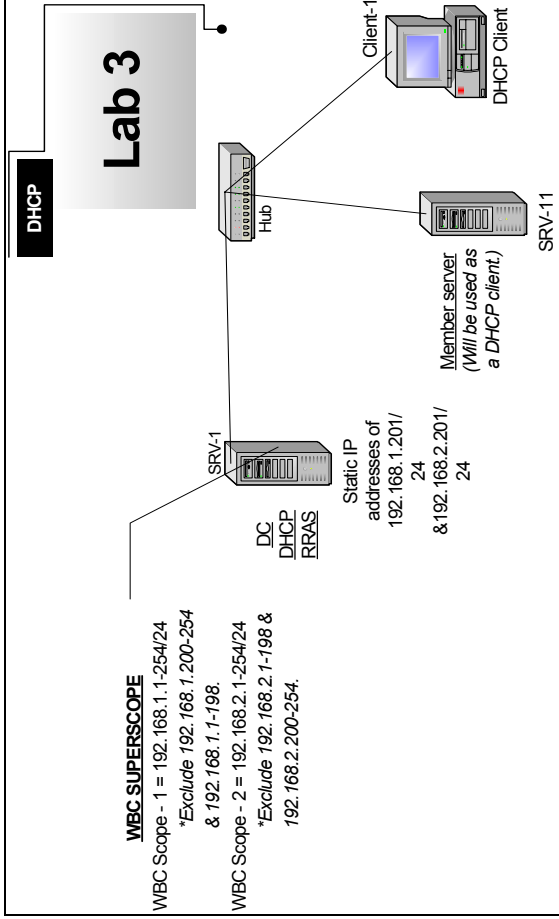 DHCP
Lab 3
WBC SUPERSCOPE
WBC Scope - 1 = 192.168.1.1-254/24
*Exclude 192.168.1.200-254
& 192.168.1.1-198.
WBC Scope - 2 = 192.168.2.1-254/24
*Exclude 192.168.2.1-198 &
192.168.2.200-254.
SRV-1
DC
DHCP
RRAS
Static IP
addresses of
192.168.1.201/
24
&192.168.2.201/
24
Hub
Member server
(Will be used as
a DHCP client.)
SRV-11
Client-1
DHCP Client